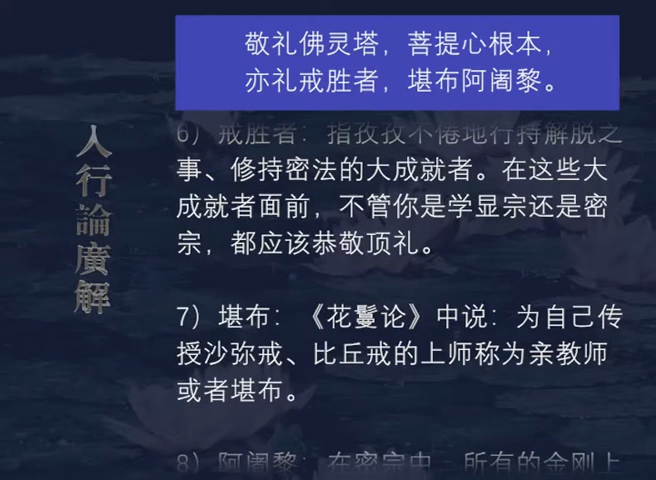 敬礼佛灵塔，菩提心根本，
亦礼戒胜者，堪布阿阇黎。
入行論廣解
6）戒胜者：指孜孜不倦地行持解脱之
事、修持密法的大成就者。在这些大
成就者面前，不管你是学显宗还是密
宗，都应该恭敬顶礼。
7）堪布：《花鬘论》中说：为自己传
授沙弥戒、比丘戒的上师称为亲教师
或者堪布。
8）阿阇黎：在密宗中，所有的金刚上